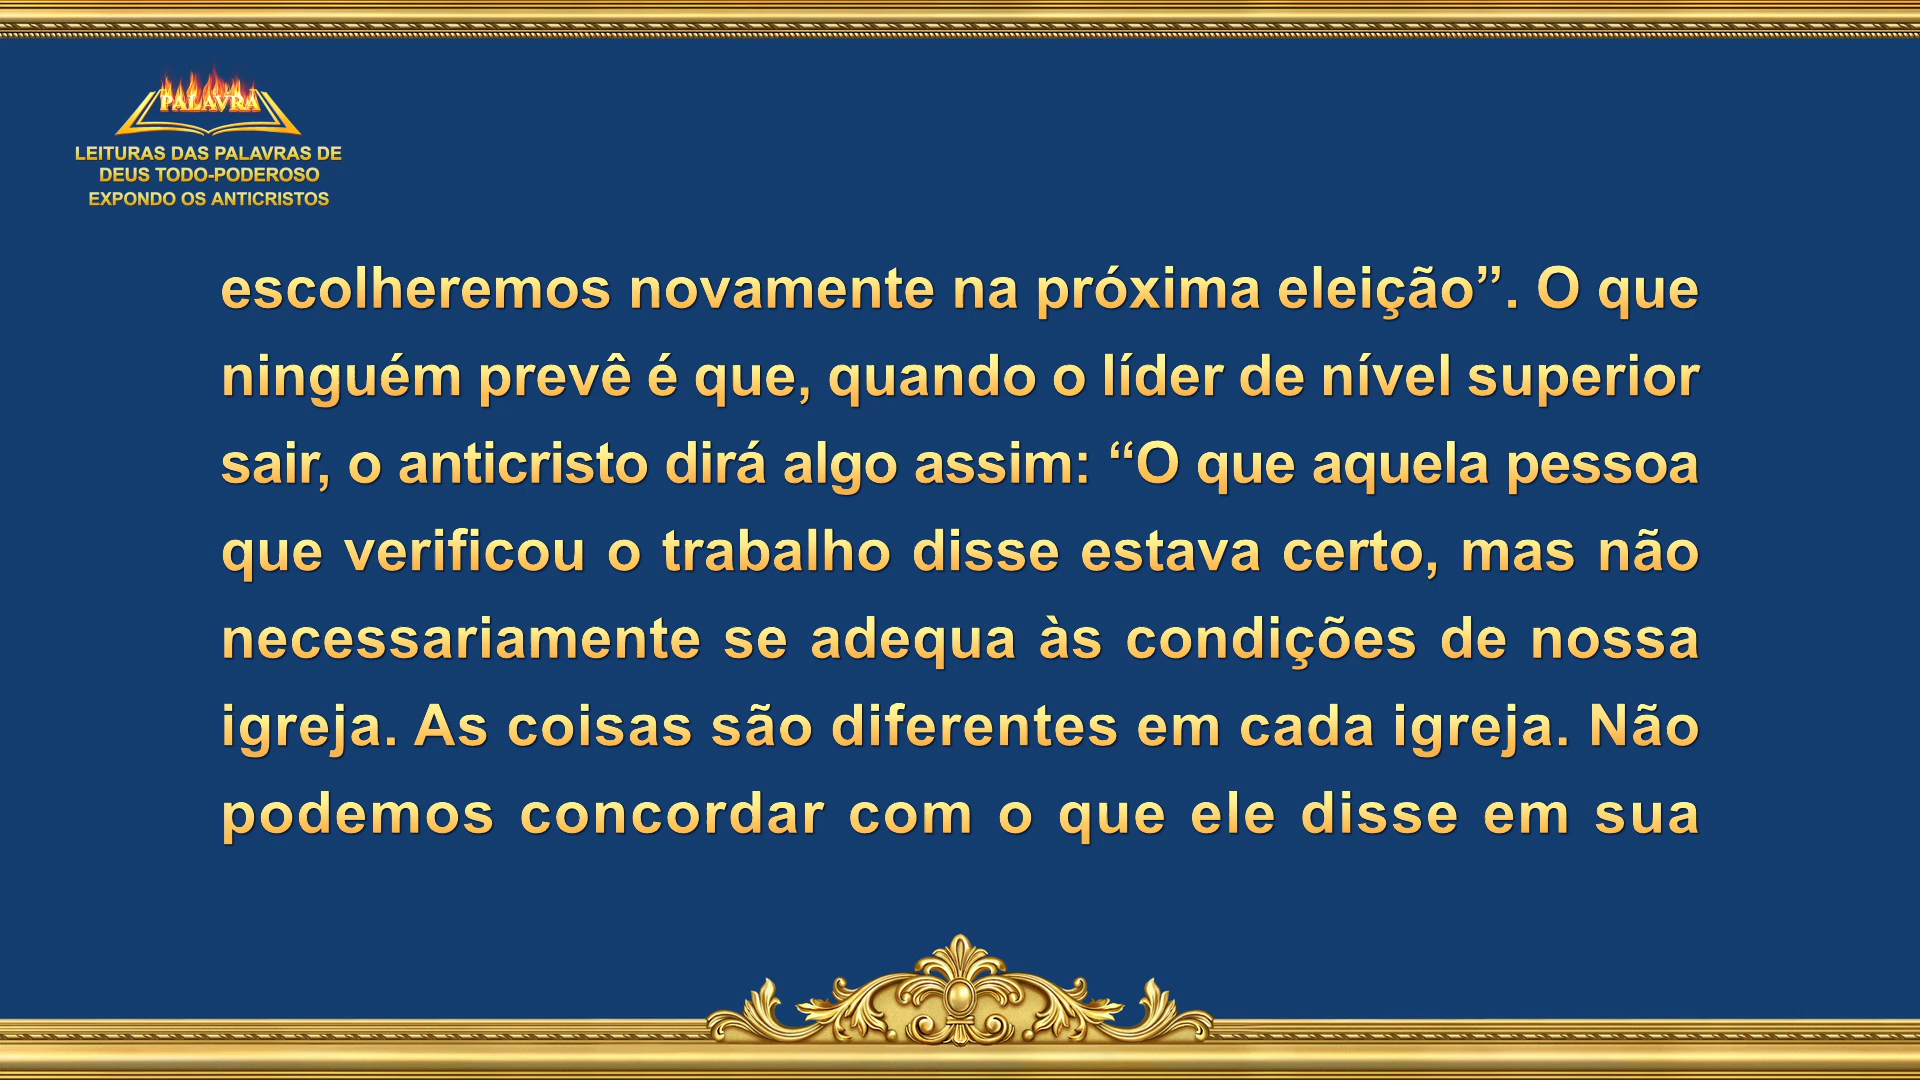 PALAVRA
LEITURAS DAS PALAVRAS DE
DEUS TODO-PODEROSO
EXPONDO OS ANTICRISTOS
escolheremos novamente na próxima eleição”. O que
ninguém prevê é que, quando o líder de nível superior
sair, o anticristo dirá algo assim: “O que aquela pessoa
que verificou o trabalho disse estava certo, mas não
necessariamente se adequa às condições de nossa
igreja. As coisas são diferentes em cada igreja. Não
podemos concordar com o que ele disse em sua